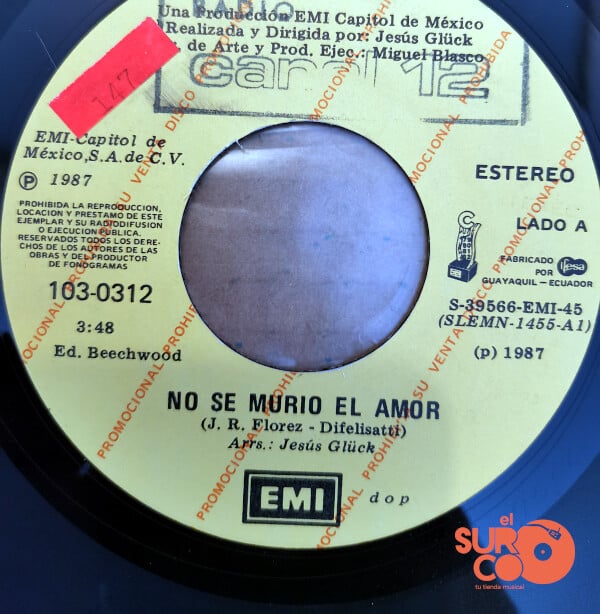 RADIO
canal 12
Una Producción EMI Capitol de México
Realizada y Dirigida por: Jesús Glück
. de Arte y Prod. Ejec.: Miguel Blasco
147
EMI-Capitol de
México, S.A. de C.V.
P 1987
PROHIBIDA LA REPRODUCCION,
LOCACION Y PRESTAMO DE ESTE
EJEMPLAR Y SU RADIODIFUSION
O EJECUCION PUBLICA.
RESERVADOS TODOS LOS DERE-
CHOS DE LOS AUTORES DE LAS
OBRAS Y DEL PRODUCTOR
DE FONOGRAMAS
103-0312
3:48
Ed. Beechwood
ESTEREO
LADO A
EMI
FABRICADO
POR ifesa
GUAYAQUIL - ECUADOR
S-39566-EMI-45
(SLEMN-1455-A1)
(p) 1987
DISCO PROMOCIONAL PROHIBIDA SU VENTA
NO SE MURIO EL AMOR
(J. R. Florez - Difelisatti)
Arrs.: Jesús Glück
EMI dop
el
SURCO
tu tienda musical